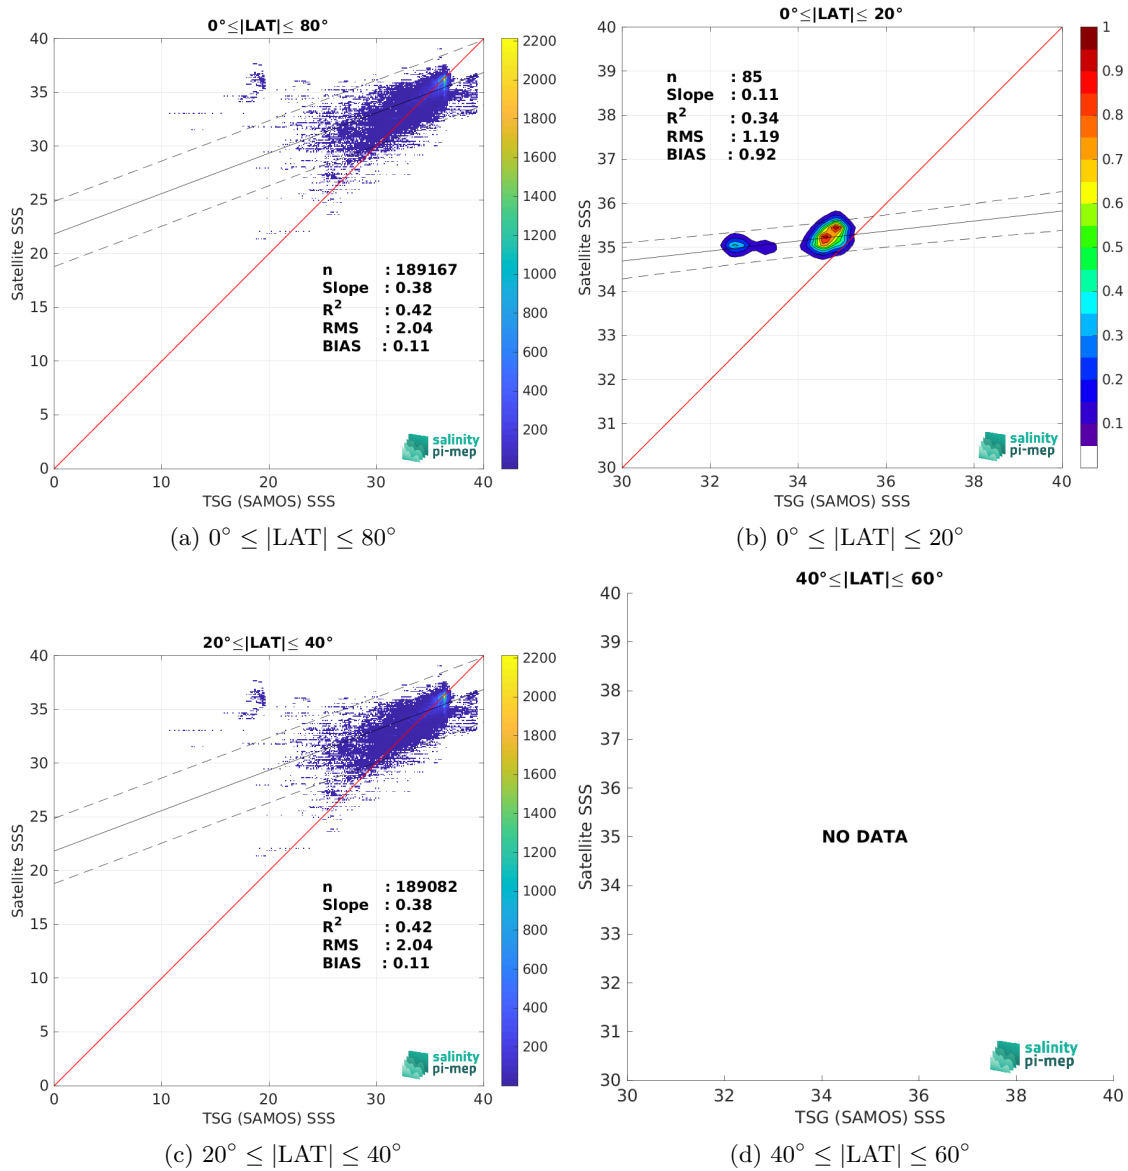 0°≤|LAT|≤ 80°
40
35
30
25
20
15
10
5
0
Satellite SSS
n : 189167
Slope : 0.38
R² : 0.42
RMS : 2.04
BIAS : 0.11
salinity
pi-mep
0 10 20 30 40
TSG (SAMOS) SSS
2200
2000
1800
1600
1400
1200
1000
800
600
400
200
(a) 0° ≤ |LAT| ≤ 80°
0°≤|LAT|≤ 20°
40
39
38
37
36
35
34
33
32
31
30
Satellite SSS
n : 85
Slope : 0.11
R² : 0.34
RMS : 1.19
BIAS : 0.92
salinity
pi-mep
30 32 34 36 38 40
TSG (SAMOS) SSS
1
0.9
0.8
0.7
0.6
0.5
0.4
0.3
0.2
0.1
(b) 0° ≤ |LAT| ≤ 20°
20°≤|LAT|≤ 40°
40
35
30
25
20
15
10
5
0
Satellite SSS
n : 189082
Slope : 0.38
R² : 0.42
RMS : 2.04
BIAS : 0.11
salinity
pi-mep
0 10 20 30 40
TSG (SAMOS) SSS
2200
2000
1800
1600
1400
1200
1000
800
600
400
200
(c) 20° ≤ |LAT| ≤ 40°
40°≤|LAT|≤ 60°
40
39
38
37
36
35
34
33
32
31
30
Satellite SSS
NO DATA
salinity
pi-mep
30 32 34 36 38 40
TSG (SAMOS) SSS
(d) 40° ≤ |LAT| ≤ 60°